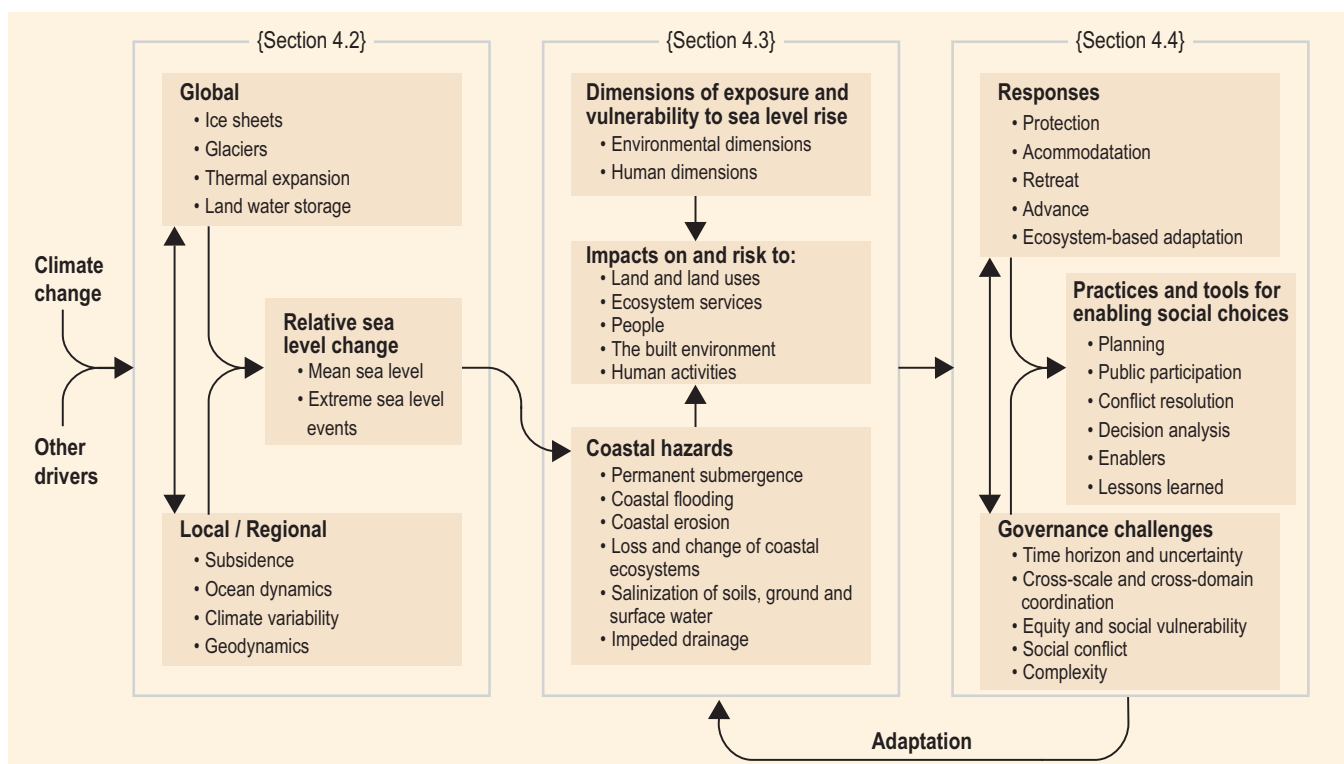 {Section 4.2}
Global
• Ice sheets
• Glaciers
• Thermal expansion
• Land water storage
Climate
change
Other
drivers
Relative sea
level change
• Mean sea level
• Extreme sea level
events
Local / Regional
• Subsidence
• Ocean dynamics
• Climate variability
• Geodynamics
{Section 4.3}
Dimensions of exposure and
vulnerability to sea level rise
• Environmental dimensions
• Human dimensions
Impacts on and risk to:
• Land and land uses
• Ecosystem services
• People
• The built environment
• Human activities
Coastal hazards
• Permanent submergence
• Coastal flooding
• Coastal erosion
• Loss and change of coastal
ecosystems
• Salinization of soils, ground and
surface water
• Impeded drainage
{Section 4.4}
Responses
• Protection
• Acommodatation
• Retreat
• Advance
• Ecosystem-based adaptation
Practices and tools for
enabling social choices
• Planning
• Public participation
• Conflict resolution
• Decision analysis
• Enablers
• Lessons learned
Governance challenges
• Time horizon and uncertainty
• Cross-scale and cross-domain
coordination
• Equity and social vulnerability
• Social conflict
• Complexity
Adaptation